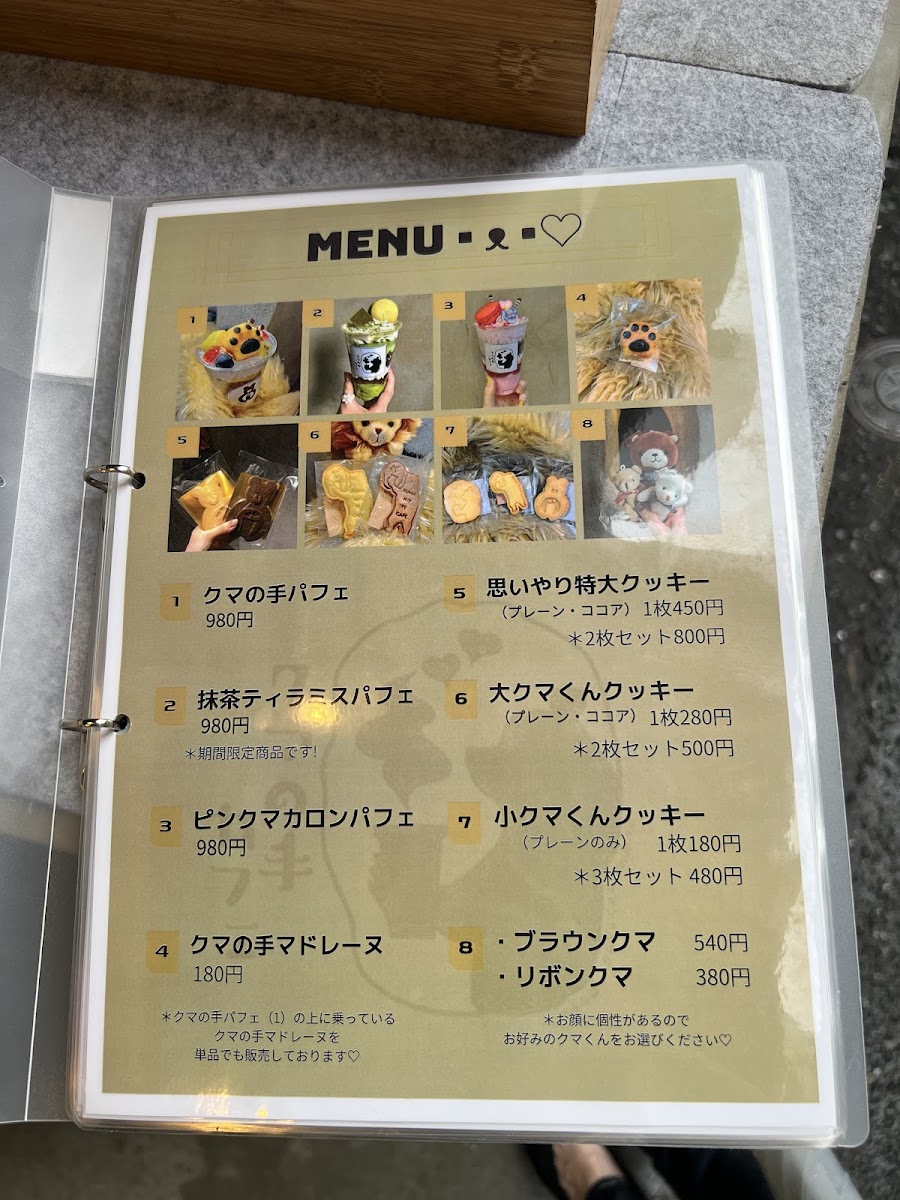 MENU
1
2
3
4
5
6
7
8
1 クマの手パフェ
980円
2 抹茶ティラミスパフェ
980円
＊期間限定商品です!
3 ピンクマカロンパフェ
980円
4 クマの手マドレーヌ
180円
＊クマの手パフェ（1）の上に乗っている
クマの手マドレーヌを
単品でも販売しております♡
5 思いやり特大クッキー
（プレーン・ココア） 1枚450円
＊2枚セット800円
6 大クマくんクッキー
（プレーン・ココア） 1枚280円
＊2枚セット500円
7 小クマくんクッキー
（プレーンのみ） 1枚180円
＊3枚セット 480円
8 ・ブラウンクマ 540円
・リボンクマ 380円
＊お顔に個性があるので
お好みのクマくんをお選びください♡